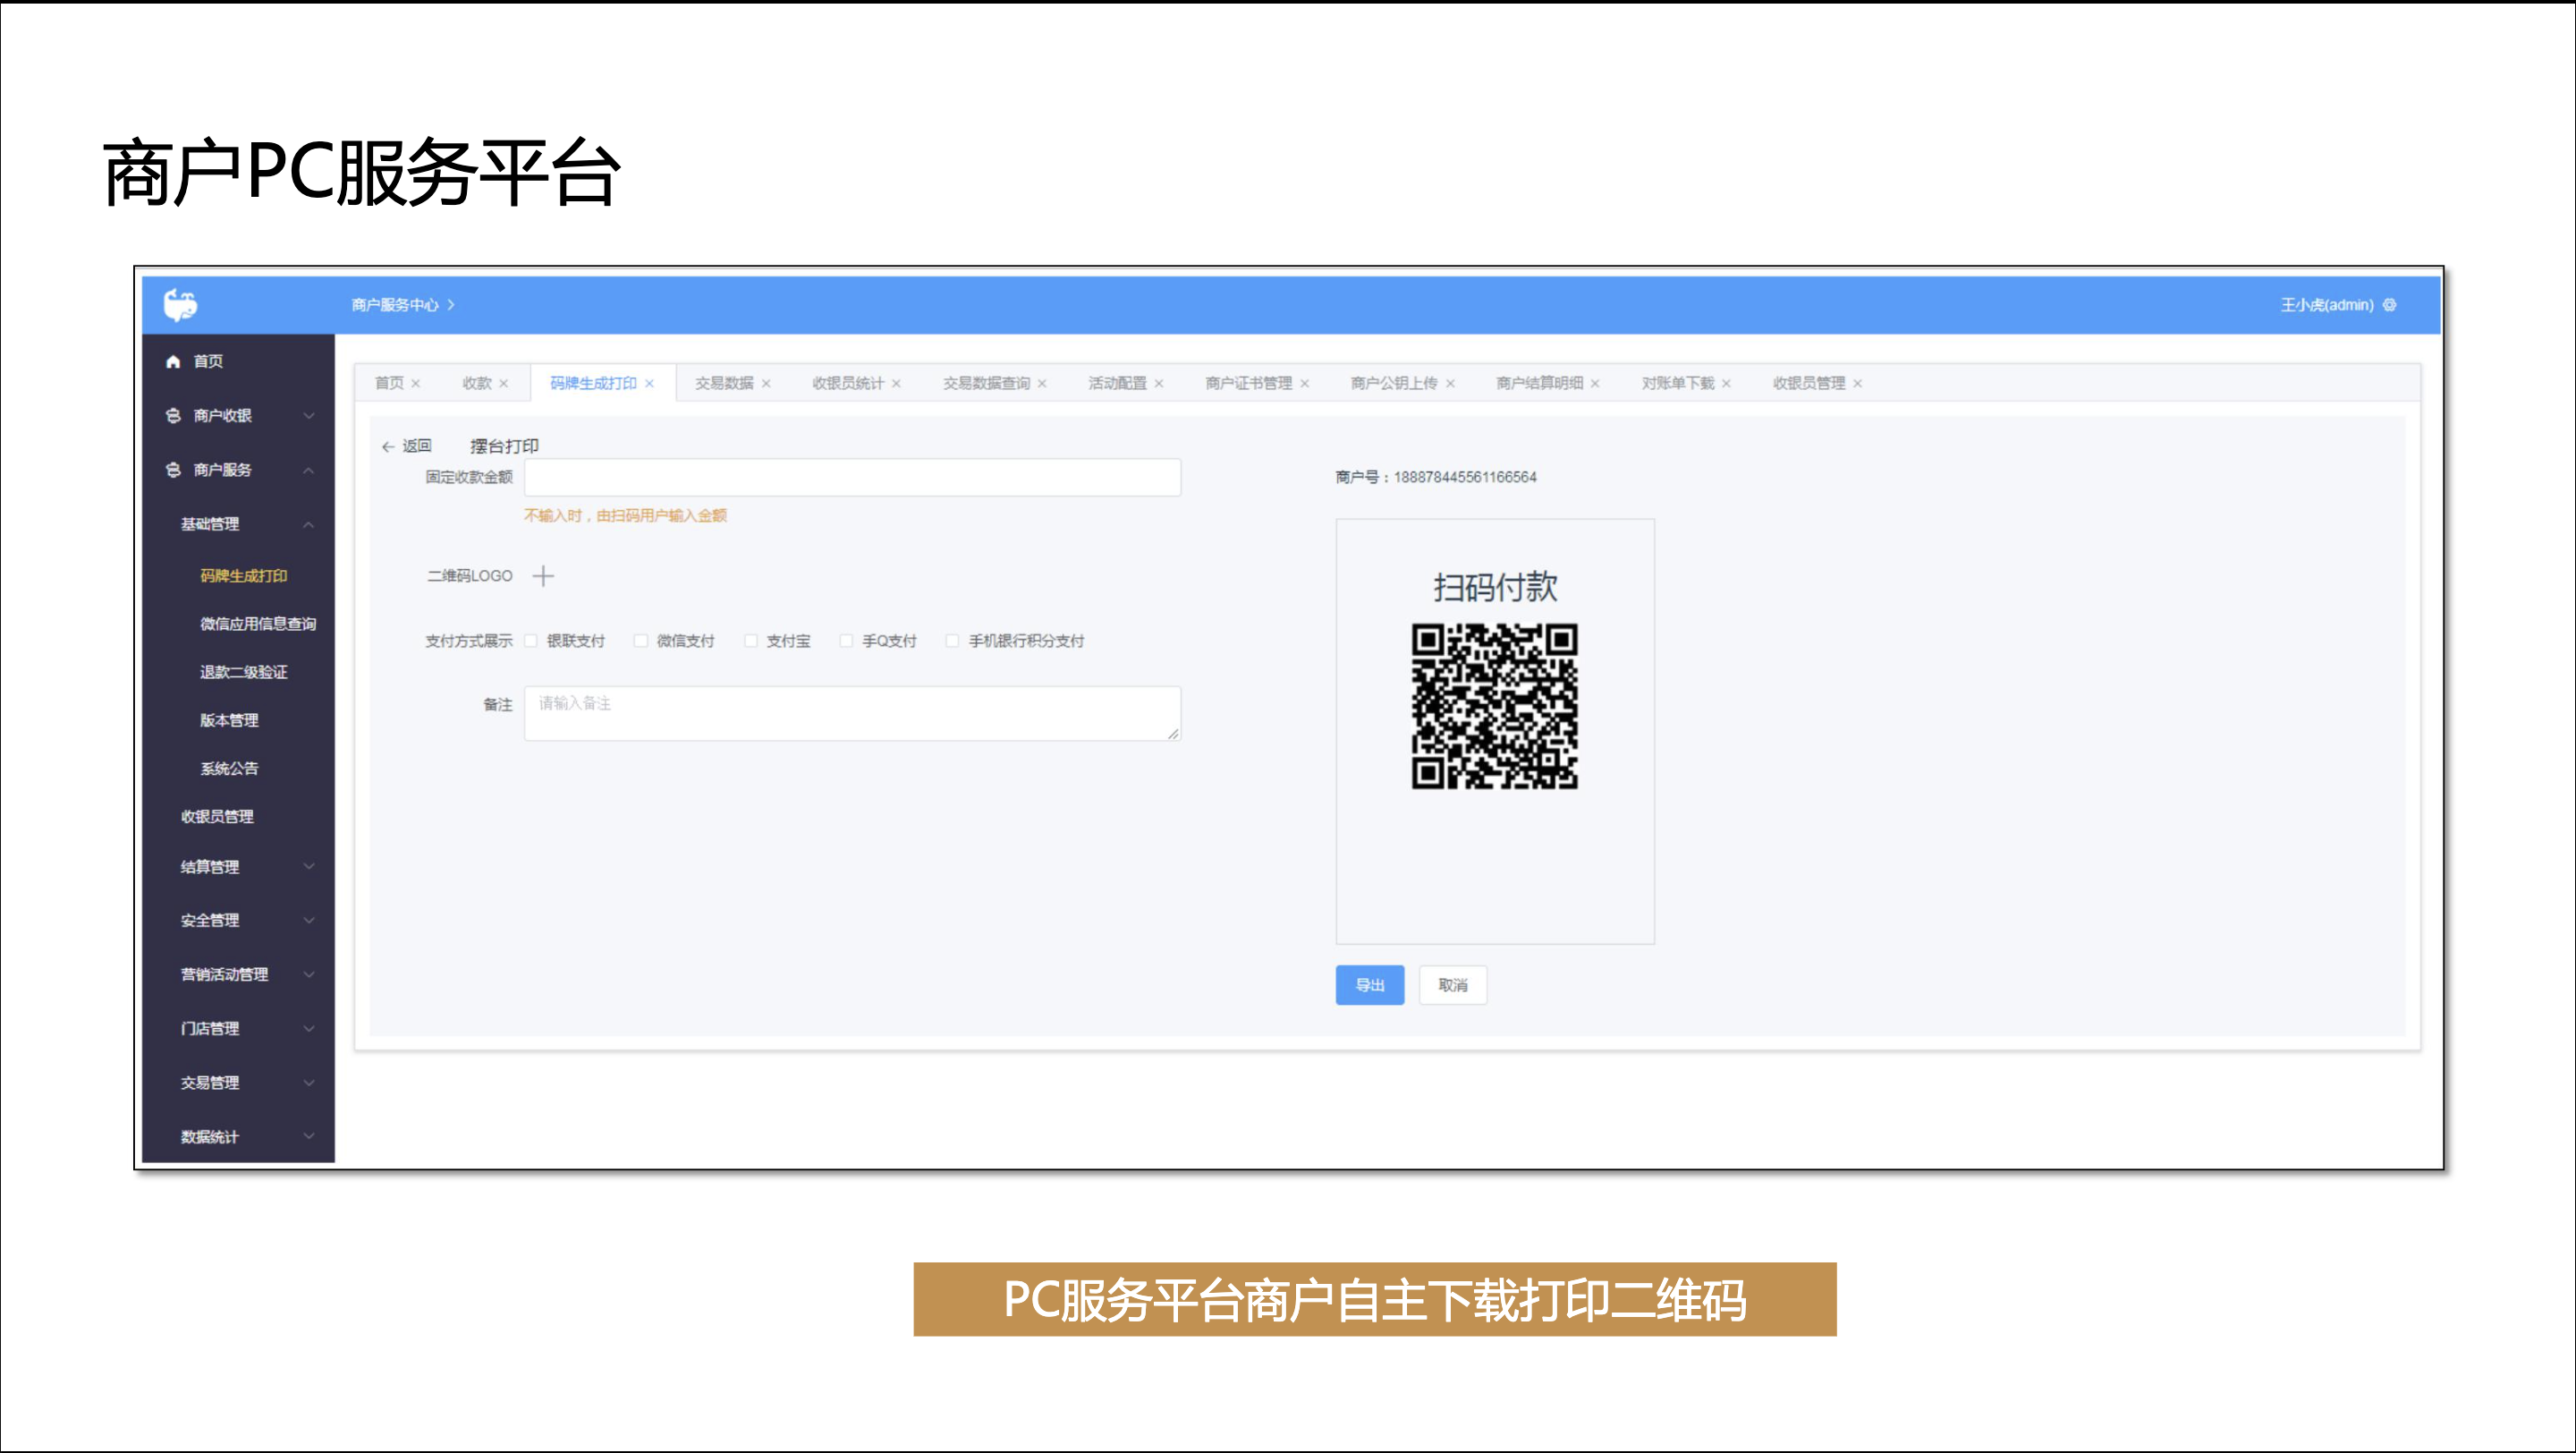 商户PC服务平台
商户服务中心
王小虎(admin)
首页
商户收银
商户服务
基础管理
码牌生成打印
微信应用信息查询
退款二级验证
版本管理
系统公告
收银员管理
结算管理
安全管理
营销活动管理
门店管理
交易管理
数据统计
首页 收款 码牌生成打印 交易数据 收银员统计 交易数据查询 活动配置 商户证书管理 商户公钥上传 商户结算明细 对账单下载 收银员管理
返回 摆台打印
固定收款金额
不输入时，由扫码用户输入金额
二维码LOGO
支付方式展示 银联支付 微信支付 支付宝 手Q支付 手机银行积分支付
备注 请输入备注
商户号：188878445561166564
扫码付款
导出 取消
PC服务平台商户自主下载打印二维码